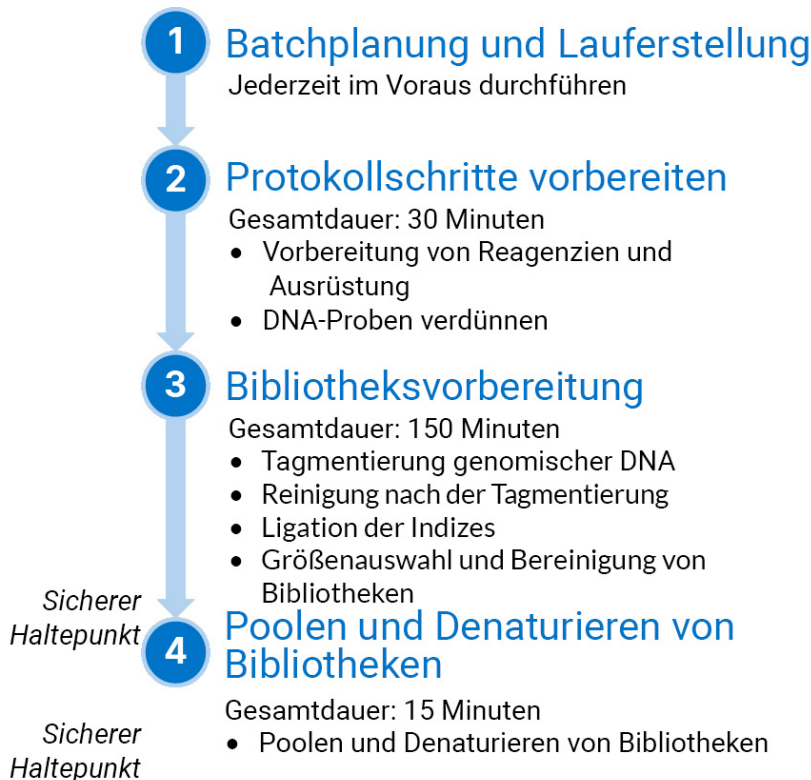 1 Batchplanung und Lauferstellung
Jederzeit im Voraus durchführen
2 Protokollschritte vorbereiten
Gesamtdauer: 30 Minuten
• Vorbereitung von Reagenzien und
Ausrüstung
• DNA-Proben verdünnen
3 Bibliotheksvorbereitung
Gesamtdauer: 150 Minuten
• Tagmentierung genomischer DNA
• Reinigung nach der Tagmentierung
• Ligation der Indizes
• Größenauswahl und Bereinigung von
Bibliotheken
Sicherer
Haltepunkt
4 Poolen und Denaturieren von
Bibliotheken
Gesamtdauer: 15 Minuten
• Poolen und Denaturieren von Bibliotheken
Sicherer
Haltepunkt